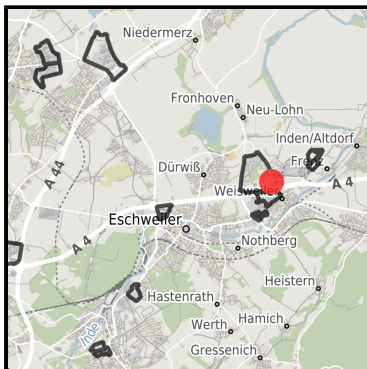 Niedermerz
Fronhoven
Neu-Lohn
Inden/Altdorf
A 44
Dürwiß
Frenz
A 4
Weisweiler
Eschweiler
A 4
Nothberg
Inde
Heistern
Hastenrath
Hamich
Werth
Gressenich